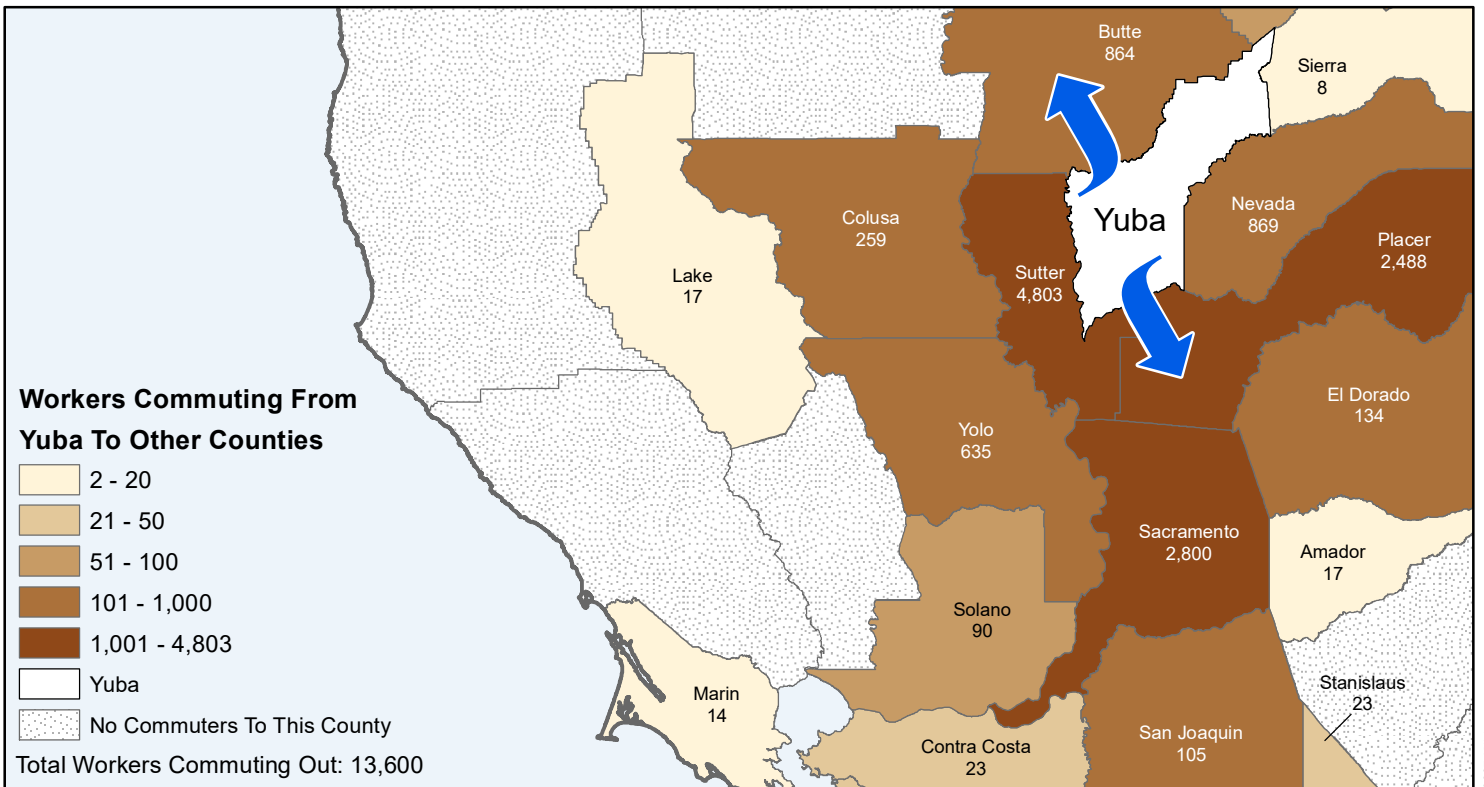 Butte
864
Sierra
8
Colusa
259
Yuba
Nevada
869
Placer
2,488
Lake
17
Sutter
4,803
El Dorado
134
Yolo
635
Sacramento
2,800
Amador
17
Solano
90
Marin
14
Contra Costa
23
San Joaquin
105
Stanislaus
23
Workers Commuting From
Yuba To Other Counties
2 - 20
21 - 50
51 - 100
101 - 1,000
1,001 - 4,803
Yuba
No Commuters To This County
Total Workers Commuting Out: 13,600